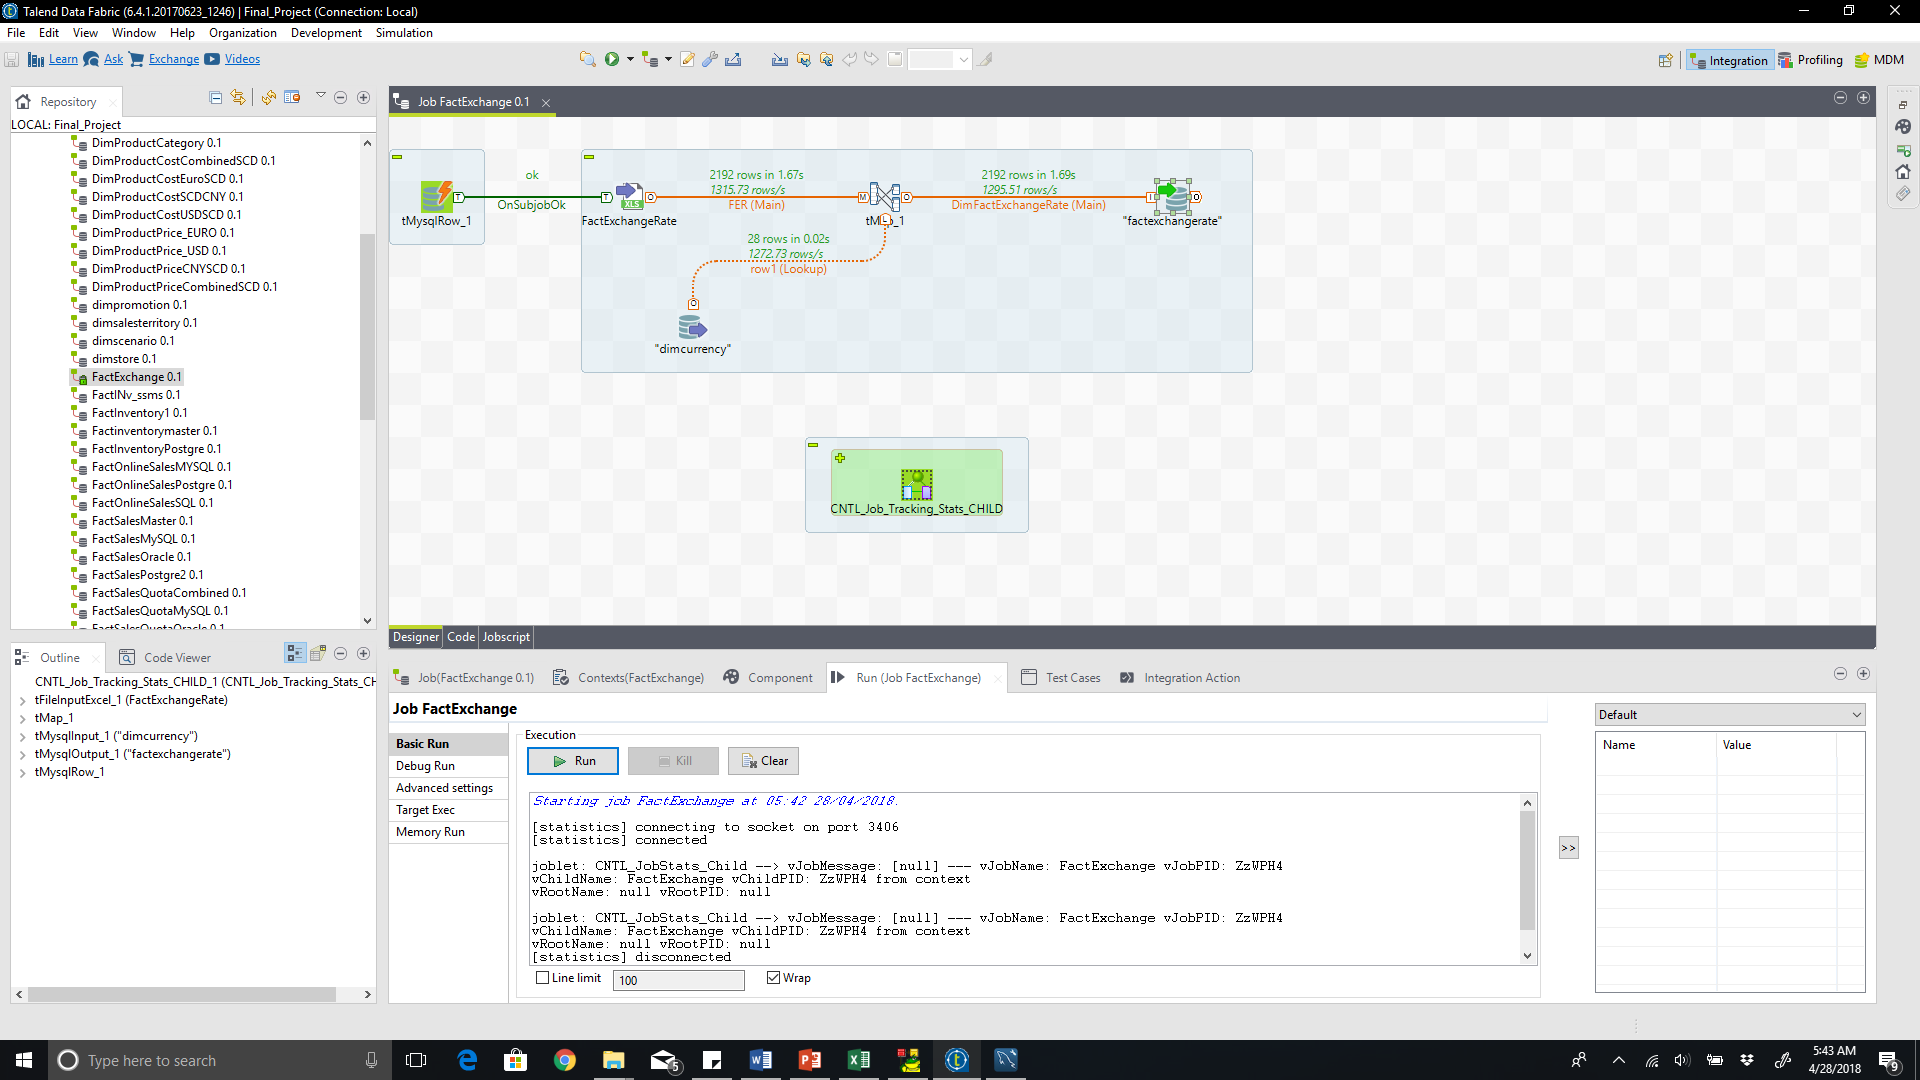 Talend Data Fabric (6.4.1.20170623_1246) | Final_Project (Connection: Local)
File Edit View Window Help Organization Development Simulation
Learn Ask Exchange Videos
Integration Profiling MDM
Repository
LOCAL: Final_Project
DimProductCategory 0.1
DimProductCostCombinedSCD 0.1
DimProductCostEuroSCD 0.1
DimProductCostSCDCNY 0.1
DimProductCostUSDSCD 0.1
DimProductPrice_EURO 0.1
DimProductPrice_USD 0.1
DimProductPriceCNYSCD 0.1
DimProductPriceCombinedSCD 0.1
dimpromotion 0.1
dimsalesterritory 0.1
dimscenario 0.1
dimstore 0.1
FactExchange 0.1
FactINv_ssms 0.1
FactInventory1 0.1
Factinventorymaster 0.1
FactInventoryPostgre 0.1
FactOnlineSalesMYSQL 0.1
FactOnlineSalesPostgre 0.1
FactOnlineSalesSQL 0.1
FactSalesMaster 0.1
FactSalesMySQL 0.1
FactSalesOracle 0.1
FactSalesPostgre2 0.1
FactSalesQuotaCombined 0.1
FactSalesQuotaMySQL 0.1
FactSalesQuotaOracle 0.1
Outline Code Viewer
CNTL_Job_Tracking_Stats_CHILD_1 (CNTL_Job_Tracking_Stats_CH
tFileInputExcel_1 (FactExchangeRate)
tMap_1
tMysqlInput_1 ("dimcurrency")
tMysqlOutput_1 ("factexchangerate")
tMysqlRow_1
Job FactExchange 0.1
tMysqlRow_1
ok
OnSubjobOk
XLS
FactExchangeRate
2192 rows in 1.67s
1315.73 rows/s
FER (Main)
tMap_1
2192 rows in 1.69s
1295.51 rows/s
DimFactExchangeRate (Main)
"factexchangerate"
28 rows in 0.02s
1272.73 rows/s
row1 (Lookup)
"dimcurrency"
CNTL_Job_Tracking_Stats_CHILD
Designer Code Jobscript
Job(FactExchange 0.1) Contexts(FactExchange) Component Run (Job FactExchange) Test Cases Integration Action
Job FactExchange
Basic Run
Debug Run
Advanced settings
Target Exec
Memory Run
Execution
Run Kill Clear
Starting job FactExchange at 05:42 28/04/2018.
[statistics] connecting to socket on port 3406
[statistics] connected
joblet: CNTL_JobStats_Child --> vJobMessage: [null] --- vJobName: FactExchange vJobPID: ZzWPH4
vChildName: FactExchange vChildPID: ZzWPH4 from context
vRootName: null vRootPID: null
joblet: CNTL_JobStats_Child --> vJobMessage: [null] --- vJobName: FactExchange vJobPID: ZzWPH4
vChildName: FactExchange vChildPID: ZzWPH4 from context
vRootName: null vRootPID: null
[statistics] disconnected
Line limit 100 Wrap
>>
Default
Name Value
Type here to search
5
5:43 AM
4/28/2018
9